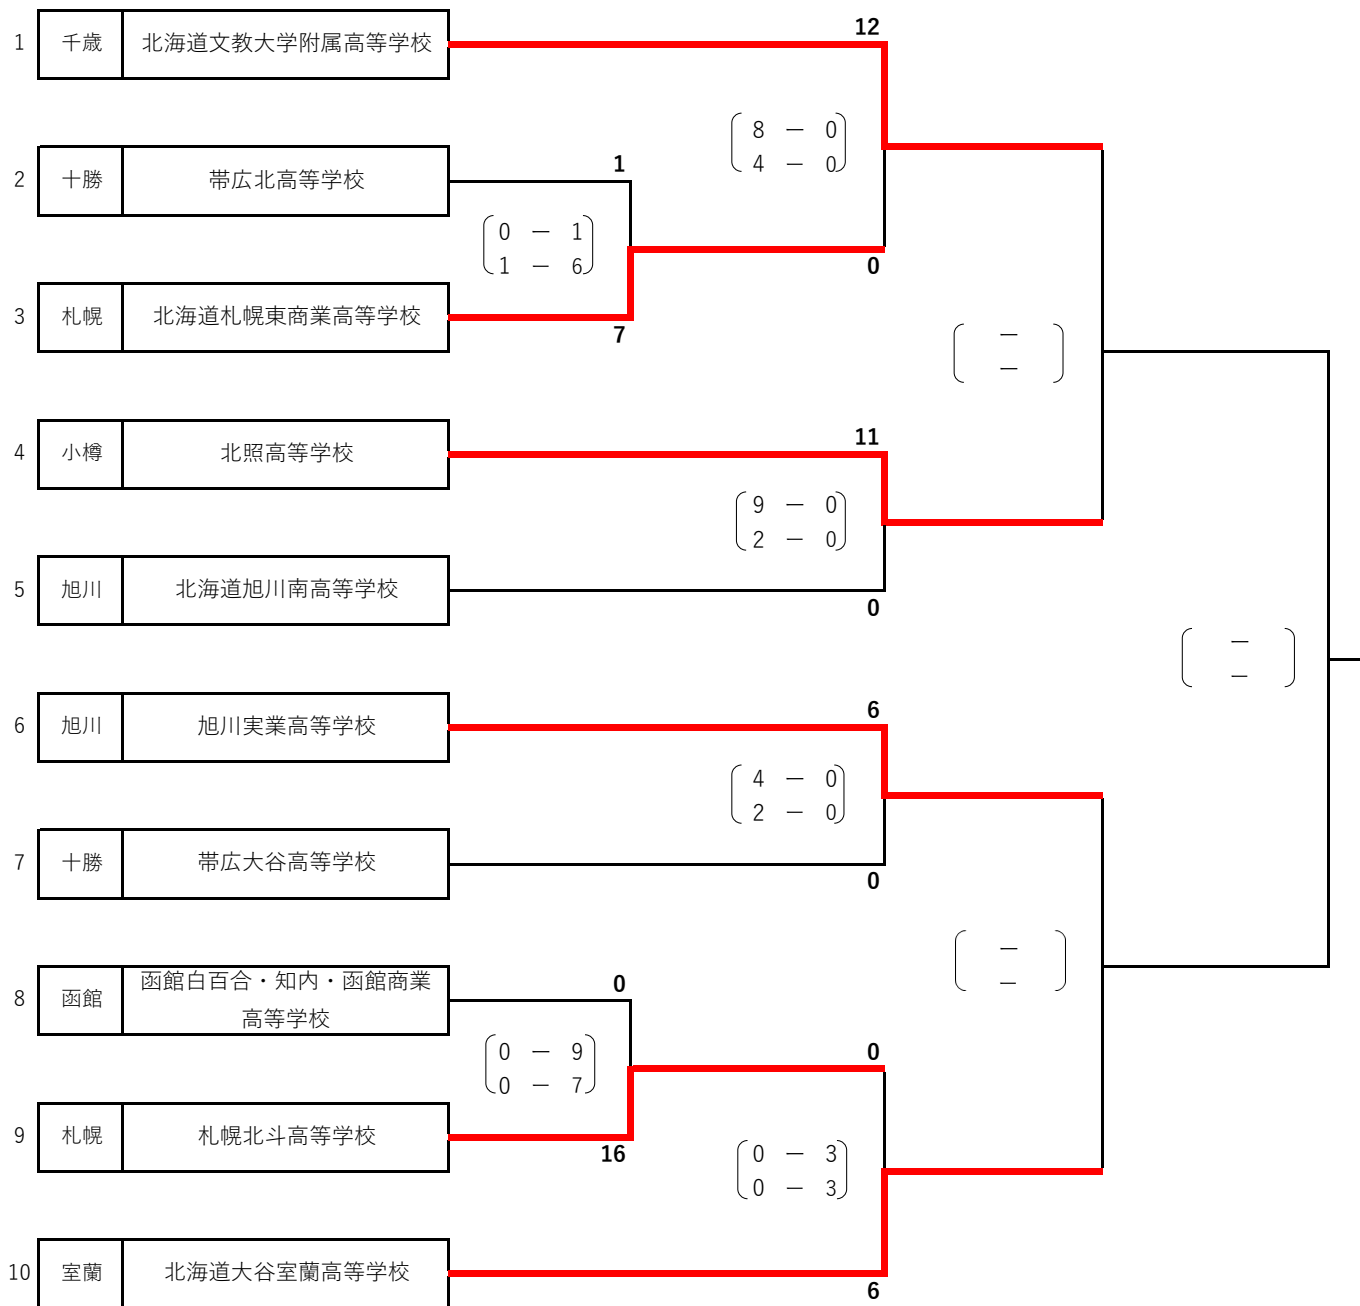 1 千歳 北海道文教大学附属高等学校 12
8 － 0
4 － 0
2 十勝 帯広北高等学校 1
0 － 1
1 － 6
0
3 札幌 北海道札幌東商業高等学校
7
－
－
4 小樽 北照高等学校 11
9 － 0
2 － 0
5 旭川 北海道旭川南高等学校
0
－
－
6 旭川 旭川実業高等学校 6
4 － 0
2 － 0
7 十勝 帯広大谷高等学校
0
－
－
8 函館 函館白百合・知内・函館商業
高等学校
0
0 － 9
0 － 7
0
9 札幌 札幌北斗高等学校
16
0 － 3
0 － 3
10 室蘭 北海道大谷室蘭高等学校
6